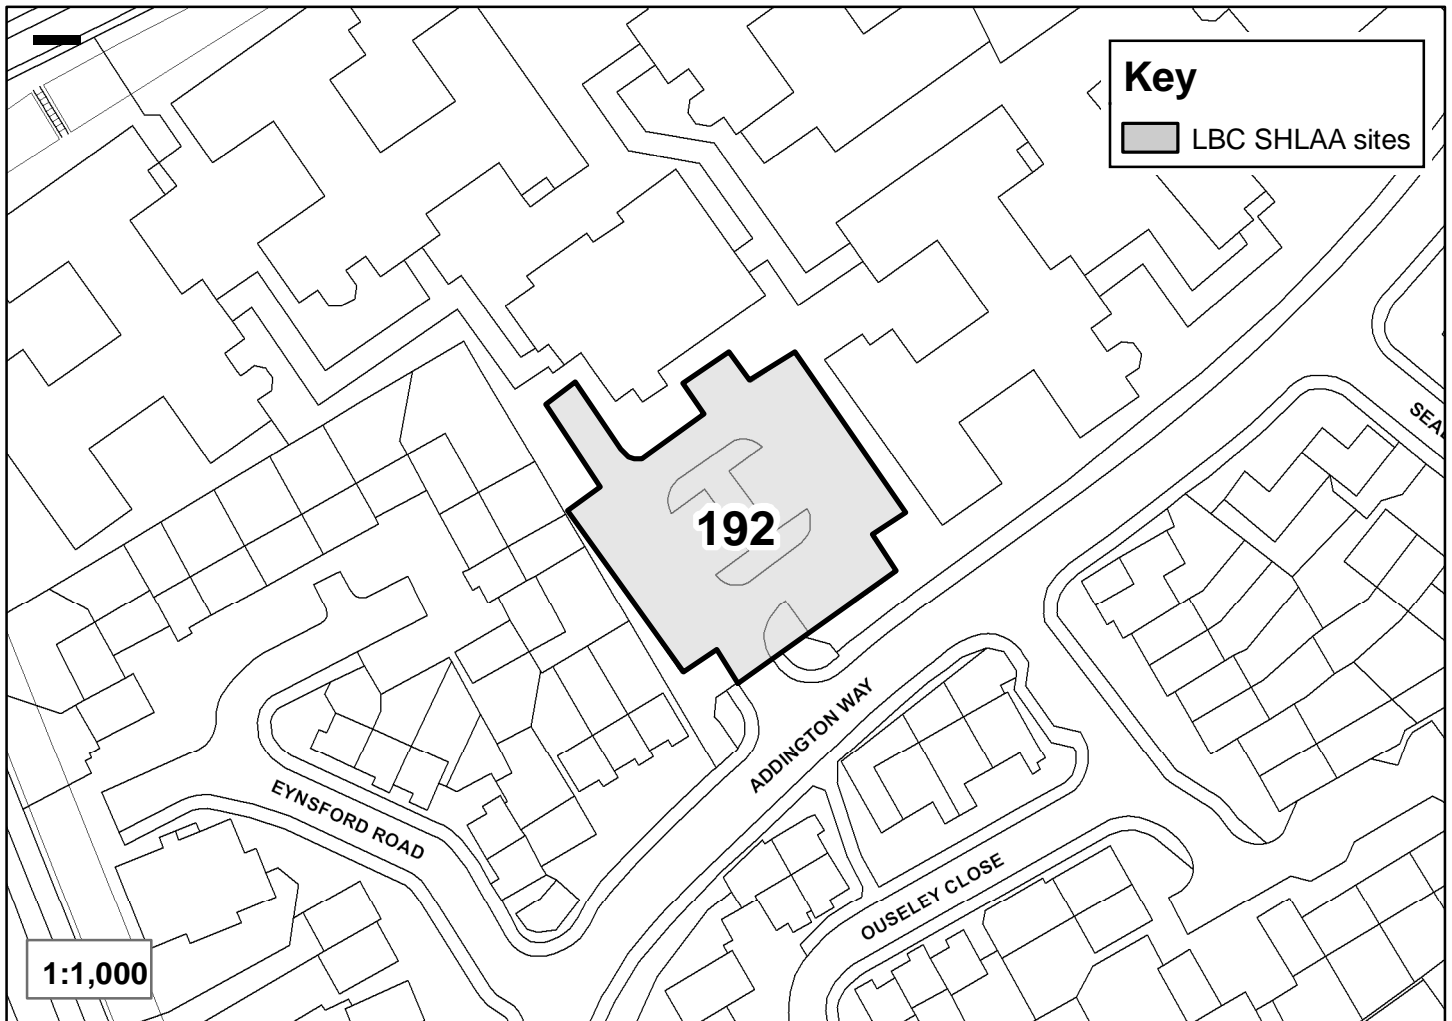 Key
LBC SHLAA sites
192
ADDINGTON WAY
EYNSFORD ROAD
OUSELEY CLOSE
1:1,000